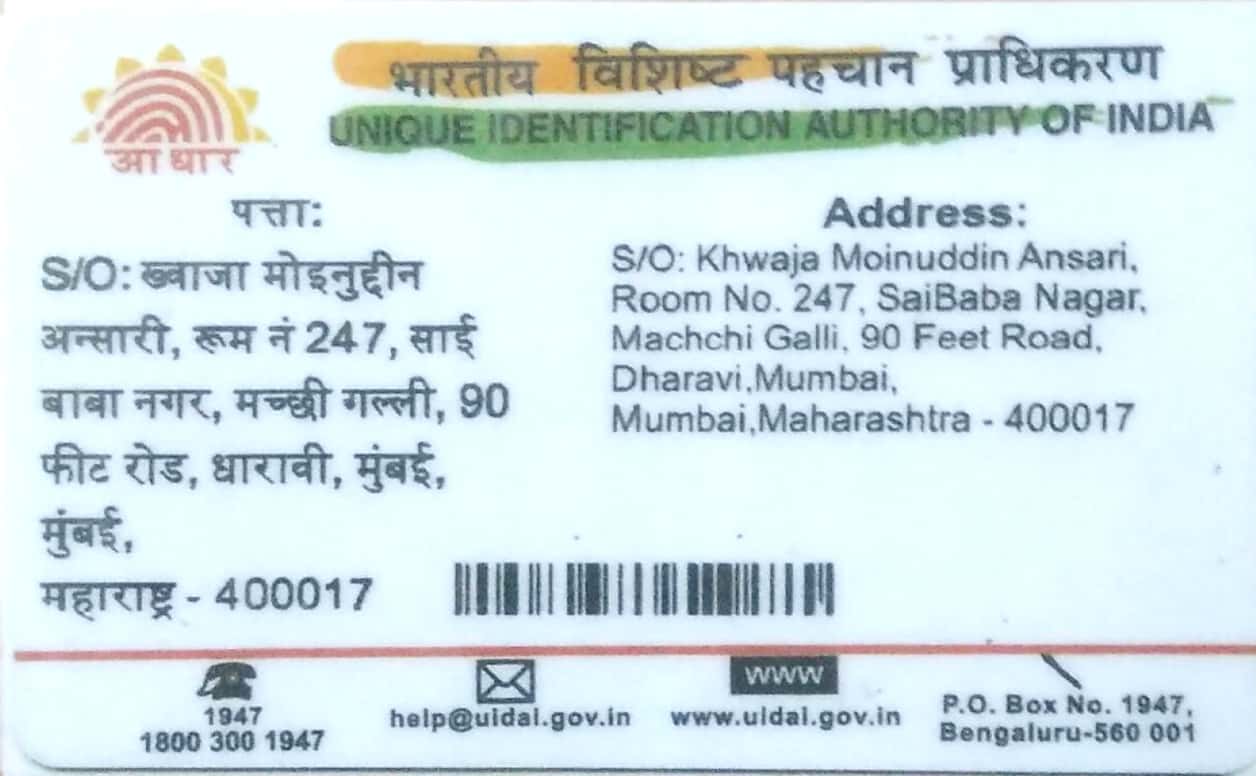 भारतीय विशिष्ट पहचान प्राधिकरण
UNIQUE IDENTIFICATION AUTHORITY OF INDIA
आधार
पत्ता:
S/O: ख्वाजा मोइनुद्दीन
अन्सारी, रूम नं 247, साई
बाबा नगर, मच्छी गल्ली, 90
फीट रोड, धारावी, मुंबई,
मुंबई,
महाराष्ट्र - 400017
Address:
S/O: Khwaja Moinuddin Ansari,
Room No. 247, SaiBaba Nagar,
Machchi Galli, 90 Feet Road,
Dharavi,Mumbai,
Mumbai,Maharashtra - 400017
1947
1800 300 1947
help@uidai.gov.in
www
www.uidai.gov.in
P.O. Box No. 1947,
Bengaluru-560 001